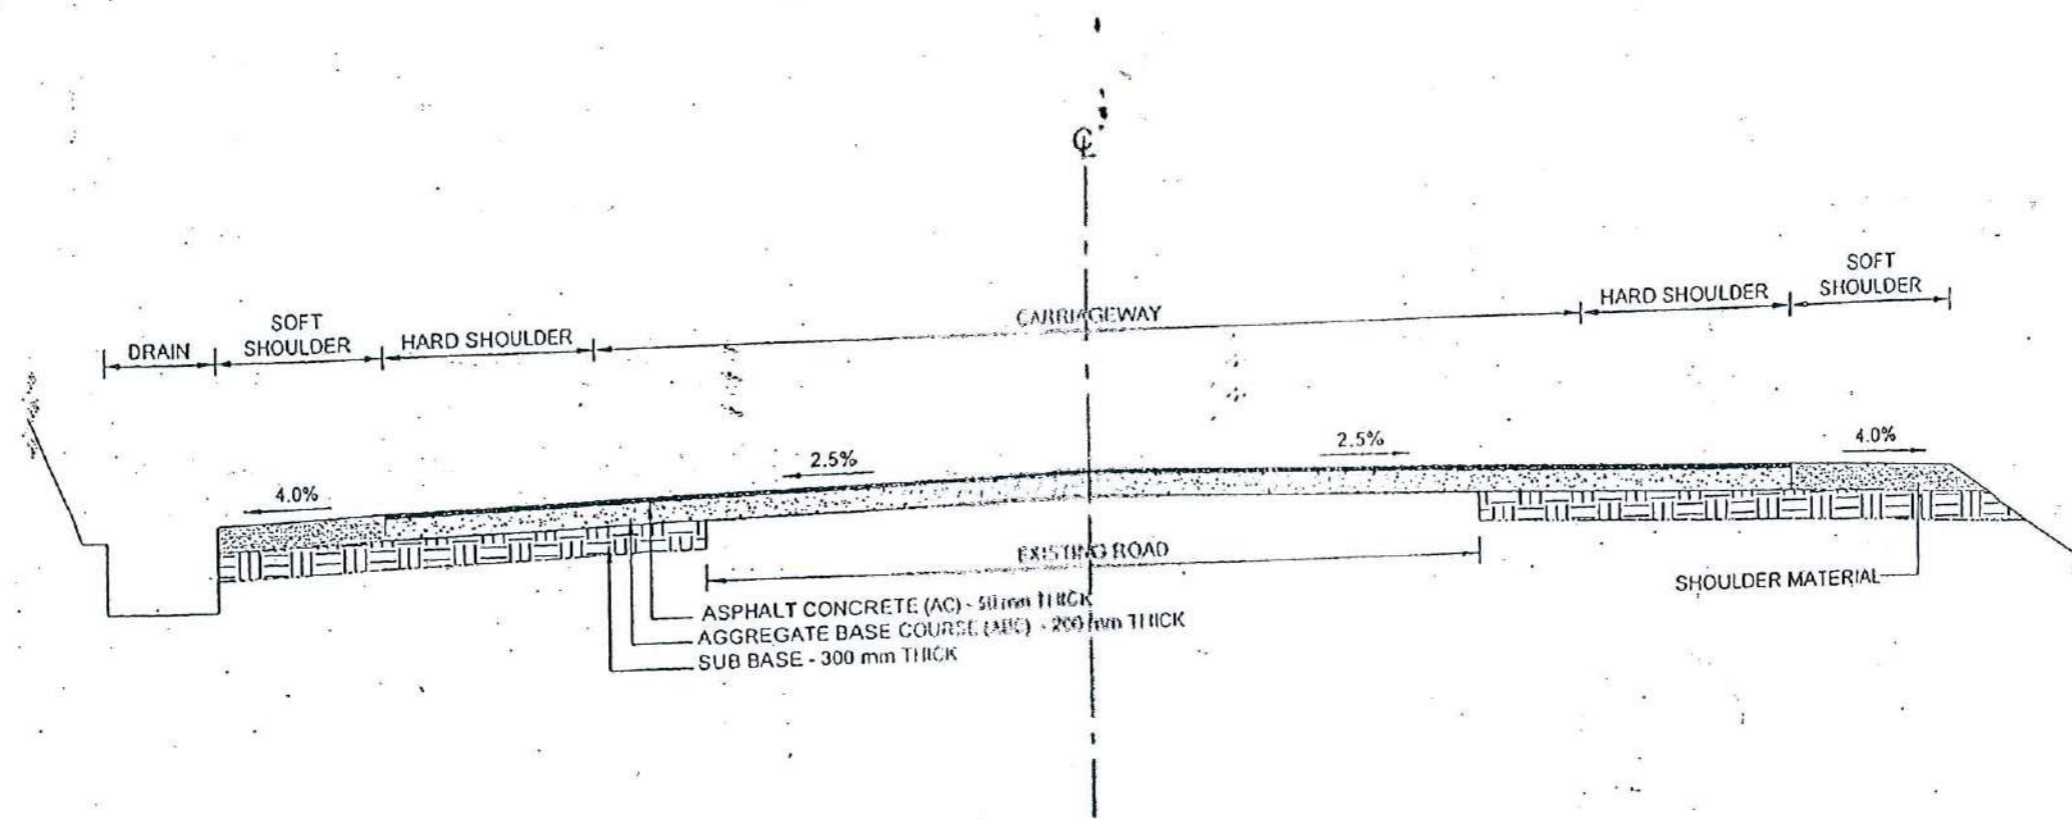 ℄
SOFT
SHOULDER
HARD SHOULDER
CARRIAGEWAY
HARD SHOULDER
SOFT
SHOULDER
DRAIN
4.0%
2.5%
2.5%
4.0%
EXISTING ROAD
SHOULDER MATERIAL
ASPHALT CONCRETE (AC) - 50 mm THICK
AGGREGATE BASE COURSE (ABC) - 200 mm THICK
SUB BASE - 300 mm THICK